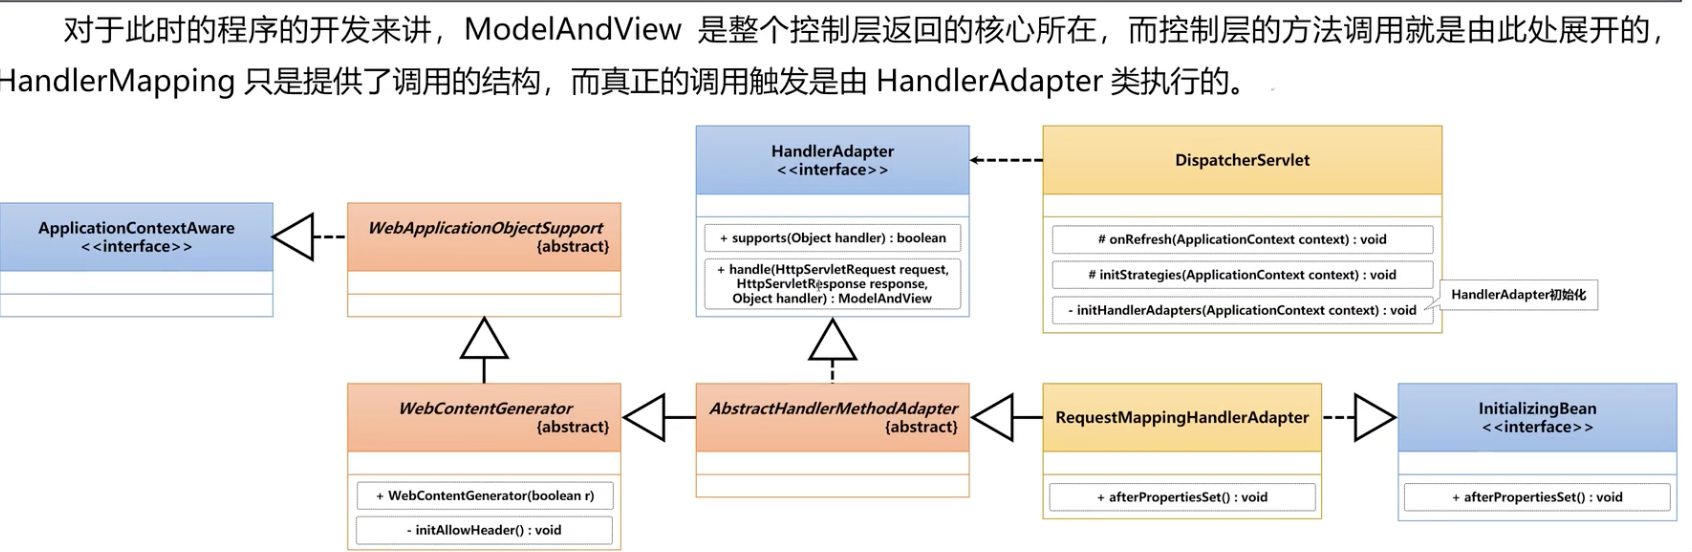 对于此时的程序的开发来讲，ModelAndView 是整个控制层返回的核心所在，而控制层的方法调用就是由此处展开的，
HandlerMapping 只是提供了调用的结构，而真正的调用触发是由 HandlerAdapter 类执行的。
HandlerAdapter
<<interface>>
+ supports(Object handler) : boolean
+ handle(HttpServletRequest request,
HttpServletResponse response,
Object handler) : ModelAndView
DispatcherServlet
# onRefresh(ApplicationContext context) : void
# initStrategies(ApplicationContext context) : void
- initHandlerAdapters(ApplicationContext context) : void
HandlerAdapter初始化
ApplicationContextAware
<<interface>>
WebApplicationObjectSupport
{abstract}
WebContentGenerator
{abstract}
+ WebContentGenerator(boolean r)
- initAllowHeader() : void
AbstractHandlerMethodAdapter
{abstract}
RequestMappingHandlerAdapter
+ afterPropertiesSet() : void
InitializingBean
<<interface>>
+ afterPropertiesSet() : void